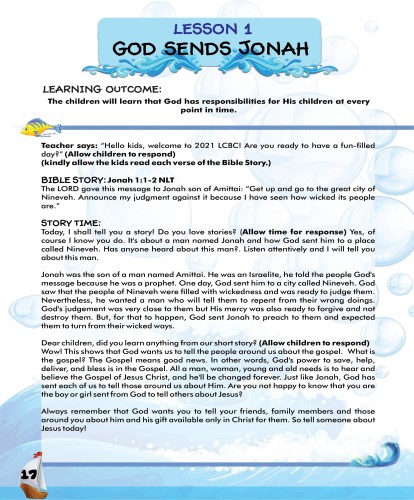 LESSON 1
GOD SENDS JONAH
LEARNING OUTCOME:
The children will learn that God has responsibilities for His children at every
point in time.
Teacher says: "Hello kids, welcome to 2021 LCBC! Are you ready to have a fun-filled
day?" (Allow children to respond)
(kindly allow the kids read each verse of the Bible Story.)
BIBLE STORY: Jonah 1:1-2 NLT
The LORD gave this message to Jonah son of Amittai: "Get up and go to the great city of
Nineveh. Announce my judgment against it because I have seen how wicked its people
are."
STORY TIME:
Today, I shall tell you a story! Do you love stories? (Allow time for response) Yes, of
course I know you do. It's about a man named Jonah and how God sent him to a place
called Nineveh. Has anyone heard about this man?. Listen attentively and I will tell you
about this man.
Jonah was the son of a man named Amittai. He was an Israelite, he told the people God's
message because he was a prophet. One day, God sent him to a city called Nineveh. God
saw that the people of Nineveh were filled with wickedness and was ready to judge them.
Nevertheless, he wanted a man who will tell them to repent from their wrong doings.
God's judgement was very close to them but His mercy was also ready to forgive and not
destroy them. But, for that to happen, God sent Jonah to preach to them and expected
them to turn from their wicked ways.
Dear children, did you learn anything from our short story? (Allow children to respond)
Wow! This shows that God wants us to tell the people around us about the gospel. What is
the gospel? The Gospel means good news. In other words, God's power to save, help,
deliver, and bless is in the Gospel. All a man, woman, young and old needs is to hear and
believe the Gospel of Jesus Christ, and he'll be changed forever. Just like Jonah, God has
sent each of us to tell those around us about Him. Are you not happy to know that you are
the boy or girl sent from God to tell others about Jesus?
Always remember that God wants you to tell your friends, family members and those
around you about him and his gift available only in Christ for them. So tell someone about
Jesus today!
17